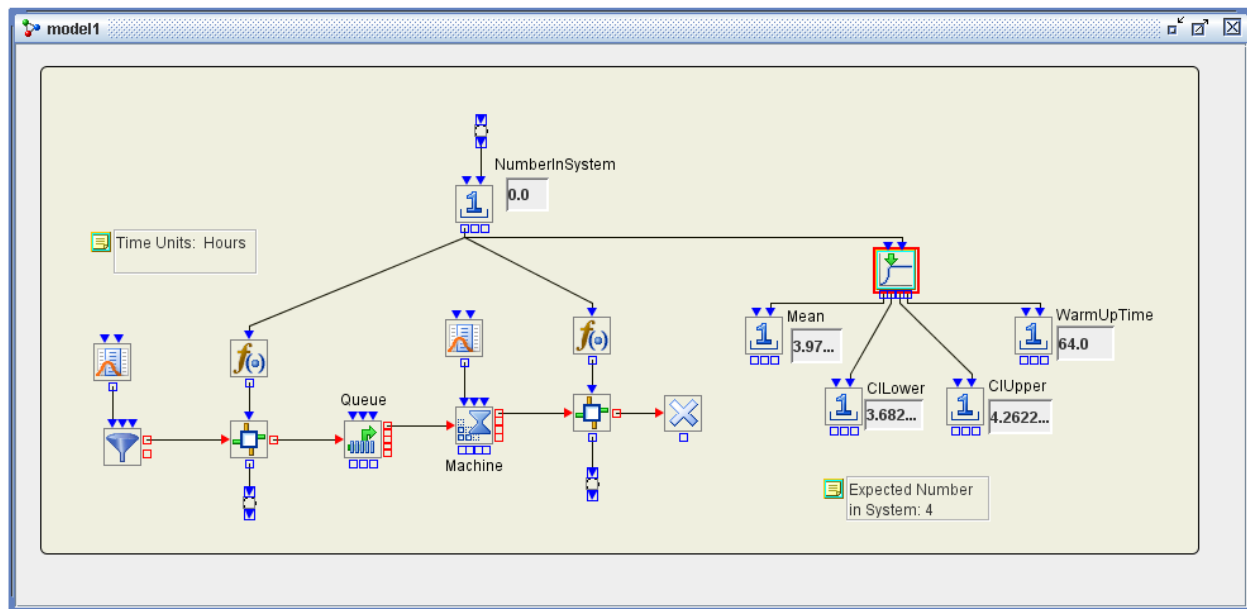 model1
NumberInSystem
0.0
Time Units: Hours
Mean
3.97...
WarmUpTime
64.0
CILower
3.682...
CIUpper
4.2622...
Queue
Machine
Expected Number
in System: 4